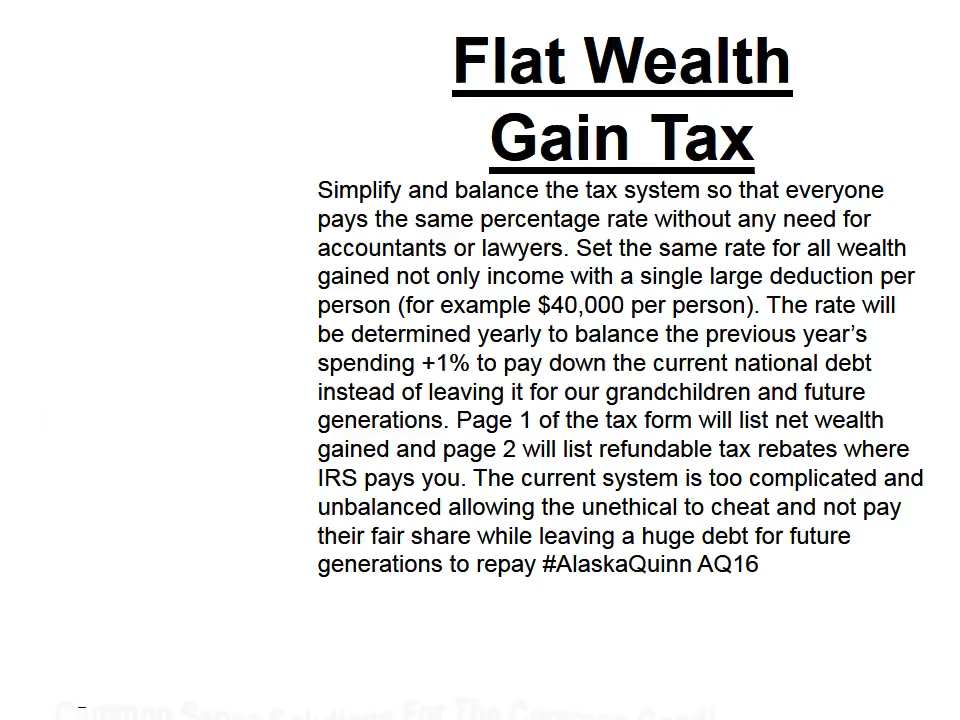 Flat Wealth
Gain Tax
Simplify and balance the tax system so that everyone
pays the same percentage rate without any need for
accountants or lawyers. Set the same rate for all wealth
gained not only income with a single large deduction per
person (for example $40,000 per person). The rate will
be determined yearly to balance the previous year’s
spending +1% to pay down the current national debt
instead of leaving it for our grandchildren and future
generations. Page 1 of the tax form will list net wealth
gained and page 2 will list refundable tax rebates where
IRS pays you. The current system is too complicated and
unbalanced allowing the unethical to cheat and not pay
their fair share while leaving a huge debt for future
generations to repay #AlaskaQuinn AQ16
Common Sense Solutions For The Common Good!